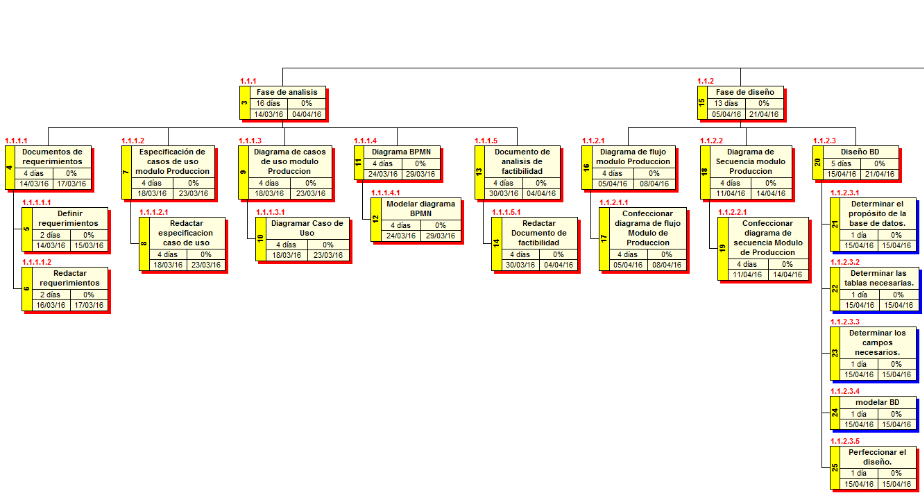 1.1.1
Fase de analisis
3
16 días 0%
14/03/16 04/04/16
1.1.2
Fase de diseño
15
13 días 0%
05/04/16 21/04/16
1.1.1.1
Documentos de
requerimientos
4
4 días 0%
14/03/16 17/03/16
1.1.1.1.1
Definir
requerimientos
5
2 días 0%
14/03/16 15/03/16
1.1.1.1.2
Redactar
requerimientos
6
2 días 0%
16/03/16 17/03/16
1.1.1.2
Especificación de
casos de uso
modulo Produccion
7
4 días 0%
18/03/16 23/03/16
1.1.1.2.1
Redactar
especificacion
caso de uso
8
4 días 0%
18/03/16 23/03/16
1.1.1.3
Diagrama de casos
de uso modulo
Produccion
9
4 días 0%
18/03/16 23/03/16
1.1.1.3.1
Diagramar Caso de
Uso
10
4 días 0%
18/03/16 23/03/16
1.1.1.4
Diagrama BPMN
11
4 días 0%
24/03/16 29/03/16
1.1.1.4.1
Modelar diagrama
BPMN
12
4 días 0%
24/03/16 29/03/16
1.1.1.5
Documento de
analisis de
factibilidad
13
4 días 0%
30/03/16 04/04/16
1.1.1.5.1
Redactar
Documento de
factibilidad
14
4 días 0%
30/03/16 04/04/16
1.1.2.1
Diagrama de flujo
modulo Produccion
16
4 días 0%
05/04/16 08/04/16
1.1.2.1.1
Confeccionar
diagrama de flujo
Modulo de
Produccion
17
4 días 0%
05/04/16 08/04/16
1.1.2.2
Diagrama de
Secuencia modulo
Produccion
18
4 días 0%
11/04/16 14/04/16
1.1.2.2.1
Confeccionar
diagrama de
secuencia Modulo
de Produccion
19
4 días 0%
11/04/16 14/04/16
1.1.2.3
Diseño BD
20
5 días 0%
15/04/16 21/04/16
1.1.2.3.1
Determinar el
propósito de la
base de datos.
21
1 día 0%
15/04/16 15/04/16
1.1.2.3.2
Determinar las
tablas necesarias.
22
1 día 0%
15/04/16 15/04/16
1.1.2.3.3
Determinar los
campos
necesarios.
23
1 día 0%
15/04/16 15/04/16
1.1.2.3.4
modelar BD
24
1 día 0%
15/04/16 15/04/16
1.1.2.3.5
Perfeccionar el
diseño.
25
1 día 0%
15/04/16 15/04/16